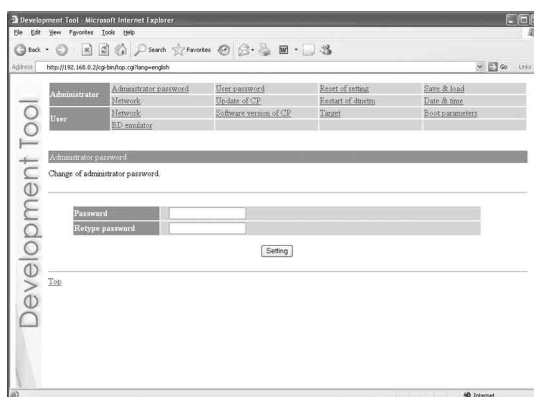 Development Tool - Microsoft Internet Explorer
File Edit View Favorites Tools Help
Back Search Favorites
Address http://192.168.0.2/cgi-bin/top.cgi?lang=english Go Links
Development Tool
Administrator Administrator password User password Reset of setting Save & load
Network Update of CP Restart of dtnetm Date & time
User Network Software version of CP Target Boot parameters
BD emulator
Administrator password
Change of administrator password.
Password
Retype password
Setting
Top
Internet